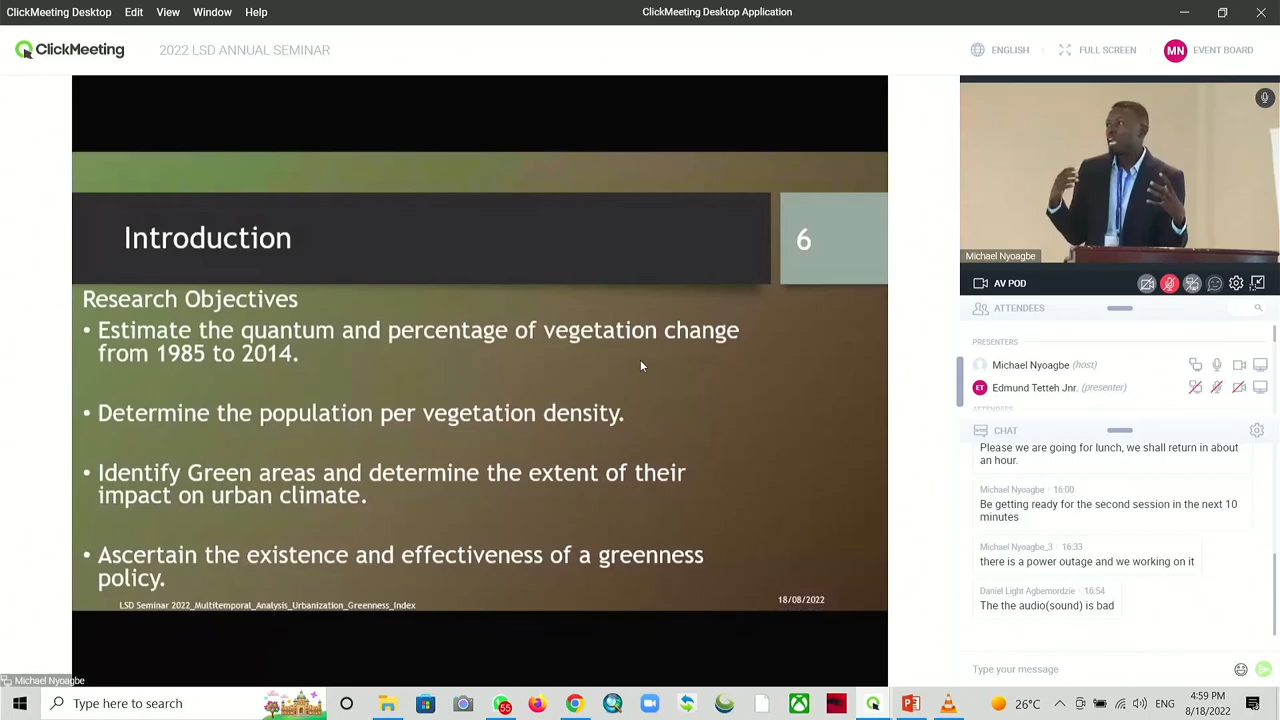 ClickMeeting Desktop Edit View Window Help
ClickMeeting Desktop Application
ClickMeeting
2022 LSD ANNUAL SEMINAR
ENGLISH
FULL SCREEN
MN
EVENT BOARD
Introduction
6
Research Objectives
• Estimate the quantum and percentage of vegetation change
from 1985 to 2014.
• Determine the population per vegetation density.
• Identify Green areas and determine the extent of their
impact on urban climate.
• Ascertain the existence and effectiveness of a greenness
policy.
LSD Seminar 2022_Multitemporal_Analysis_Urbanization_Greenness_Index
18/08/2022
Michael Nyoagbe
Michael Nyoagbe
AV POD
ATTENDEES
PRESENTERS
Michael Nyoagbe (host)
ET
Edmund Tetteh Jnr. (presenter)
ATTENDEES
CHAT
Please we are going for lunch, we shall return in about
an hour.
Michael Nyoagbe 16:00
Be getting ready for the second session in the next 10
minutes
Michael Nyoagbe_3 16:33
there is a power outage and we working on it
Daniel Light Agbemordzie 16:54
The the audio(sound) is bad
Type your message
Type here to search
55
26°C
ENG
4:59 PM
8/18/2022